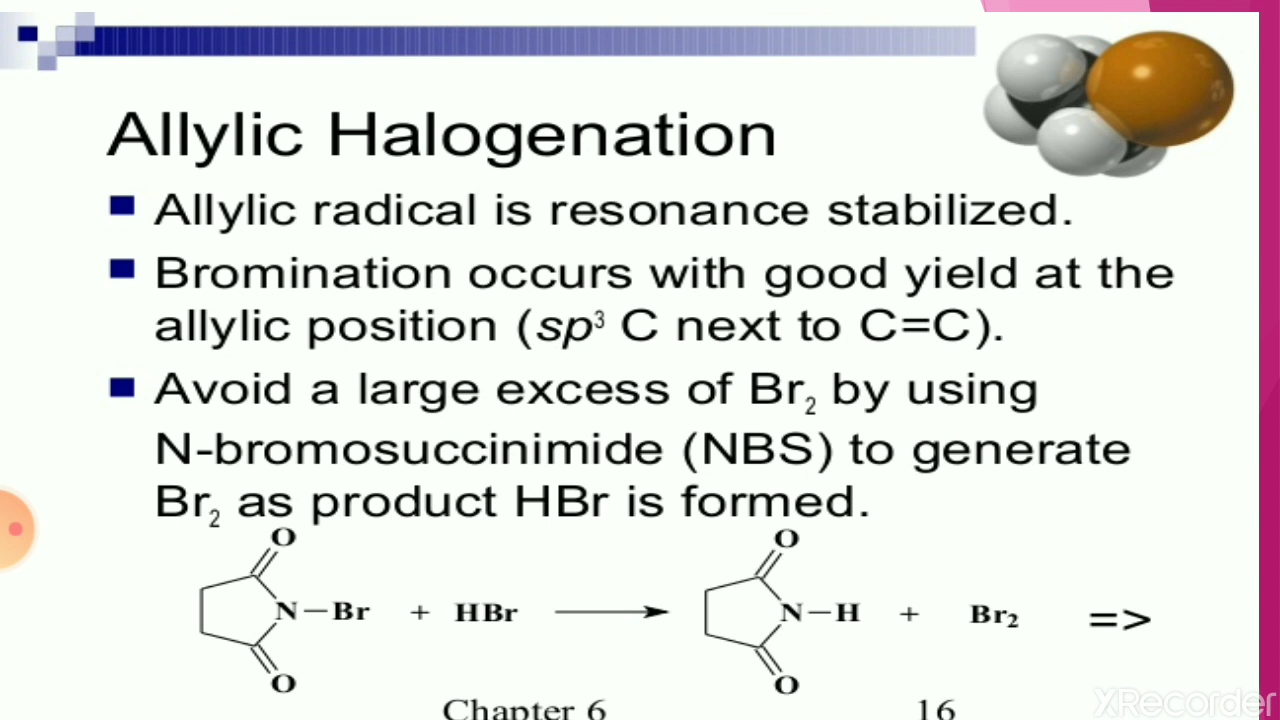 Allylic Halogenation
Allylic radical is resonance stabilized.
Bromination occurs with good yield at the
allylic position (sp³ C next to C=C).
Avoid a large excess of Br₂ by using
N-bromosuccinimide (NBS) to generate
Br₂ as product HBr is formed.
O O
N—Br + HBr N—H + Br₂ =>
O O
Chapter 6 16
XRecorder